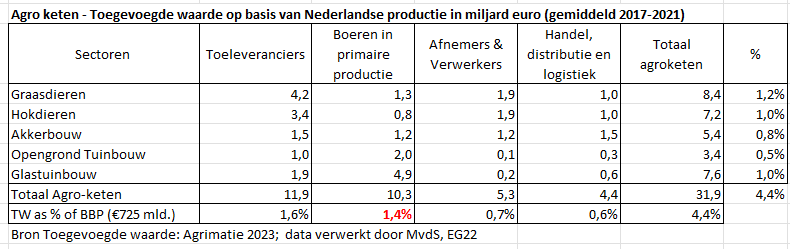 Agro keten - Toegevoegde waarde op basis van Nederlandse productie in miljard euro (gemiddeld 2017-2021)
Sectoren Toeleveranciers Boeren in primaire productie Afnemers & Verwerkers Handel, distributie en logistiek Totaal agroketen %
Graasdieren 4,2 1,3 1,9 1,0 8,4 1,2%
Hokdieren 3,4 0,8 1,9 1,0 7,2 1,0%
Akkerbouw 1,5 1,2 1,2 1,5 5,4 0,8%
Opengrond Tuinbouw 1,0 2,0 0,1 0,3 3,4 0,5%
Glastuinbouw 1,9 4,9 0,2 0,6 7,6 1,0%
Totaal Agro-keten 11,9 10,3 5,3 4,4 31,9 4,4%
TW as % of BBP (€725 mld.) 1,6% 1,4% 0,7% 0,6% 4,4%
Bron Toegevoegde waarde: Agrimatie 2023; data verwerkt door MvdS, EG22